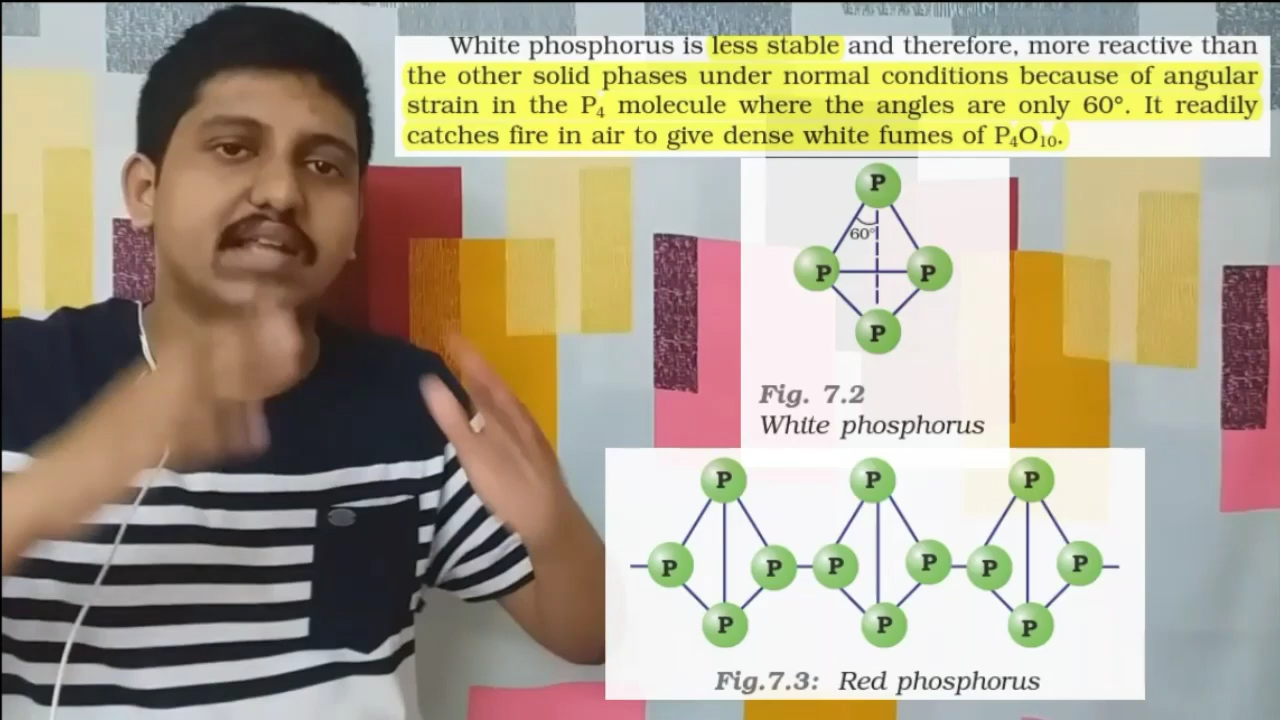 White phosphorus is less stable and therefore, more reactive than
the other solid phases under normal conditions because of angular
strain in the P₄ molecule where the angles are only 60°. It readily
catches fire in air to give dense white fumes of P₄O₁₀.
P
60°
P P
P
Fig. 7.2
White phosphorus
P P P
P P P P P P
P P P
Fig.7.3: Red phosphorus